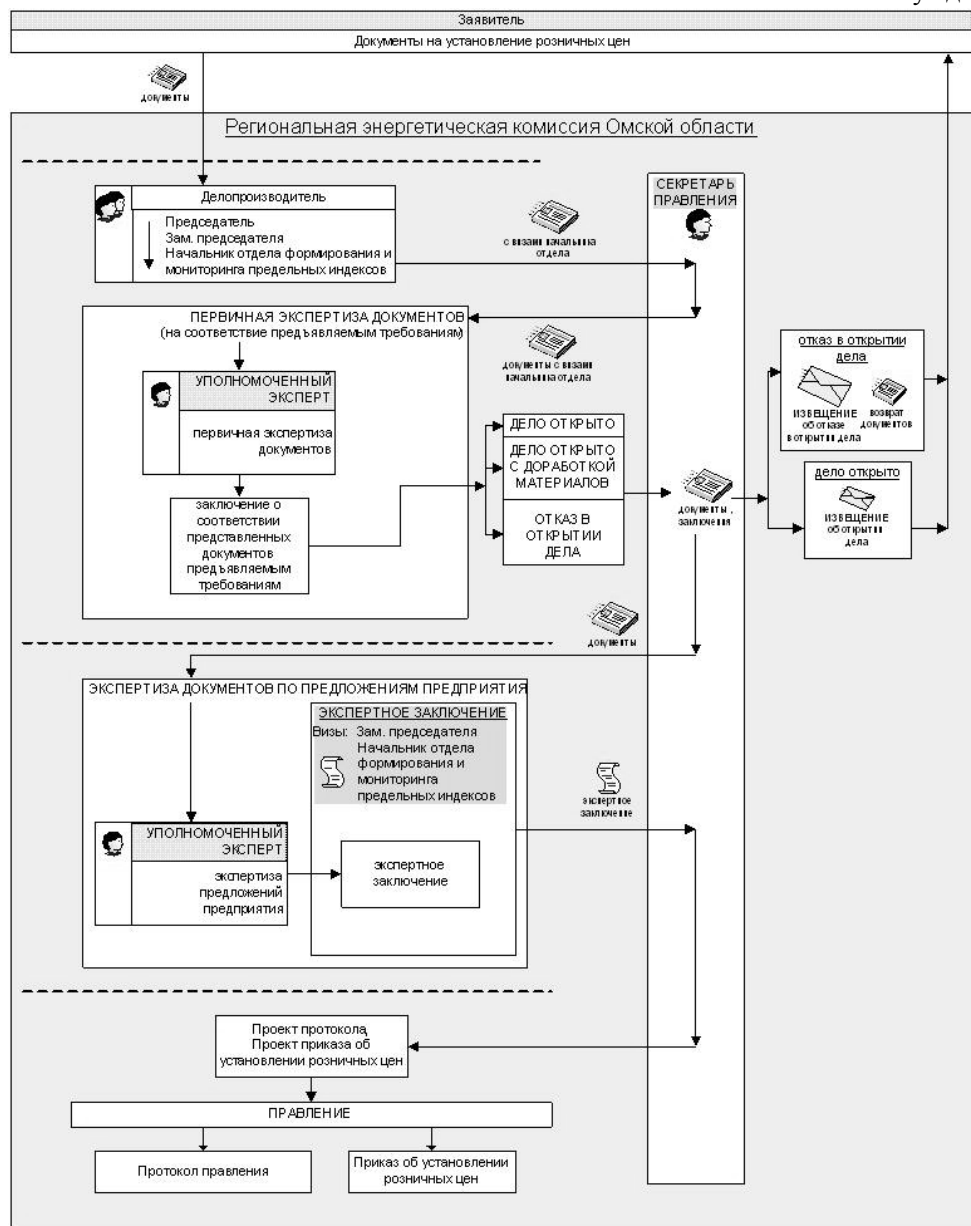 Заявитель
Документы на установление розничных цен
документы
Региональная энергетическая комиссия Омской области
Делопроизводитель
Председатель
Зам. председателя
Начальник отдела формирования и
мониторинга предельных индексов
с визами начальника
отдела
СЕКРЕТАРЬ
ПРАВЛЕНИЯ
ПЕРВИЧНАЯ ЭКСПЕРТИЗА ДОКУМЕНТОВ
(на соответствие предъявляемым требованиям)
документы с визами
начальника отдела
УПОЛНОМОЧЕННЫЙ
ЭКСПЕРТ
первичная экспертиза
документов
заключение о
соответствии
представленных
документов
предъявляемым
требованиям
ДЕЛО ОТКРЫТО
ДЕЛО ОТКРЫТО
С ДОРАБОТКОЙ
МАТЕРИАЛОВ
ОТКАЗ В
ОТКРЫТИИ
ДЕЛА
документы,
заключения
отказ в открытии
дела
ИЗВЕЩЕНИЕ
об отказе
в открытии дела
возврат
документов
дело открыто
ИЗВЕЩЕНИЕ
об открытии
дела
документы
ЭКСПЕРТИЗА ДОКУМЕНТОВ ПО ПРЕДЛОЖЕНИЯМ ПРЕДПРИЯТИЯ
ЭКСПЕРТНОЕ ЗАКЛЮЧЕНИЕ
Визы: Зам. председателя
Начальник отдела
формирования и
мониторинга
предельных индексов
экспертное
заключение
УПОЛНОМОЧЕННЫЙ
ЭКСПЕРТ
экспертиза
предложений
предприятия
экспертное
заключение
Проект протокола,
Проект приказа об
установлении розничных цен
ПРАВЛЕНИЕ
Протокол правления
Приказ об установлении
розничных цен